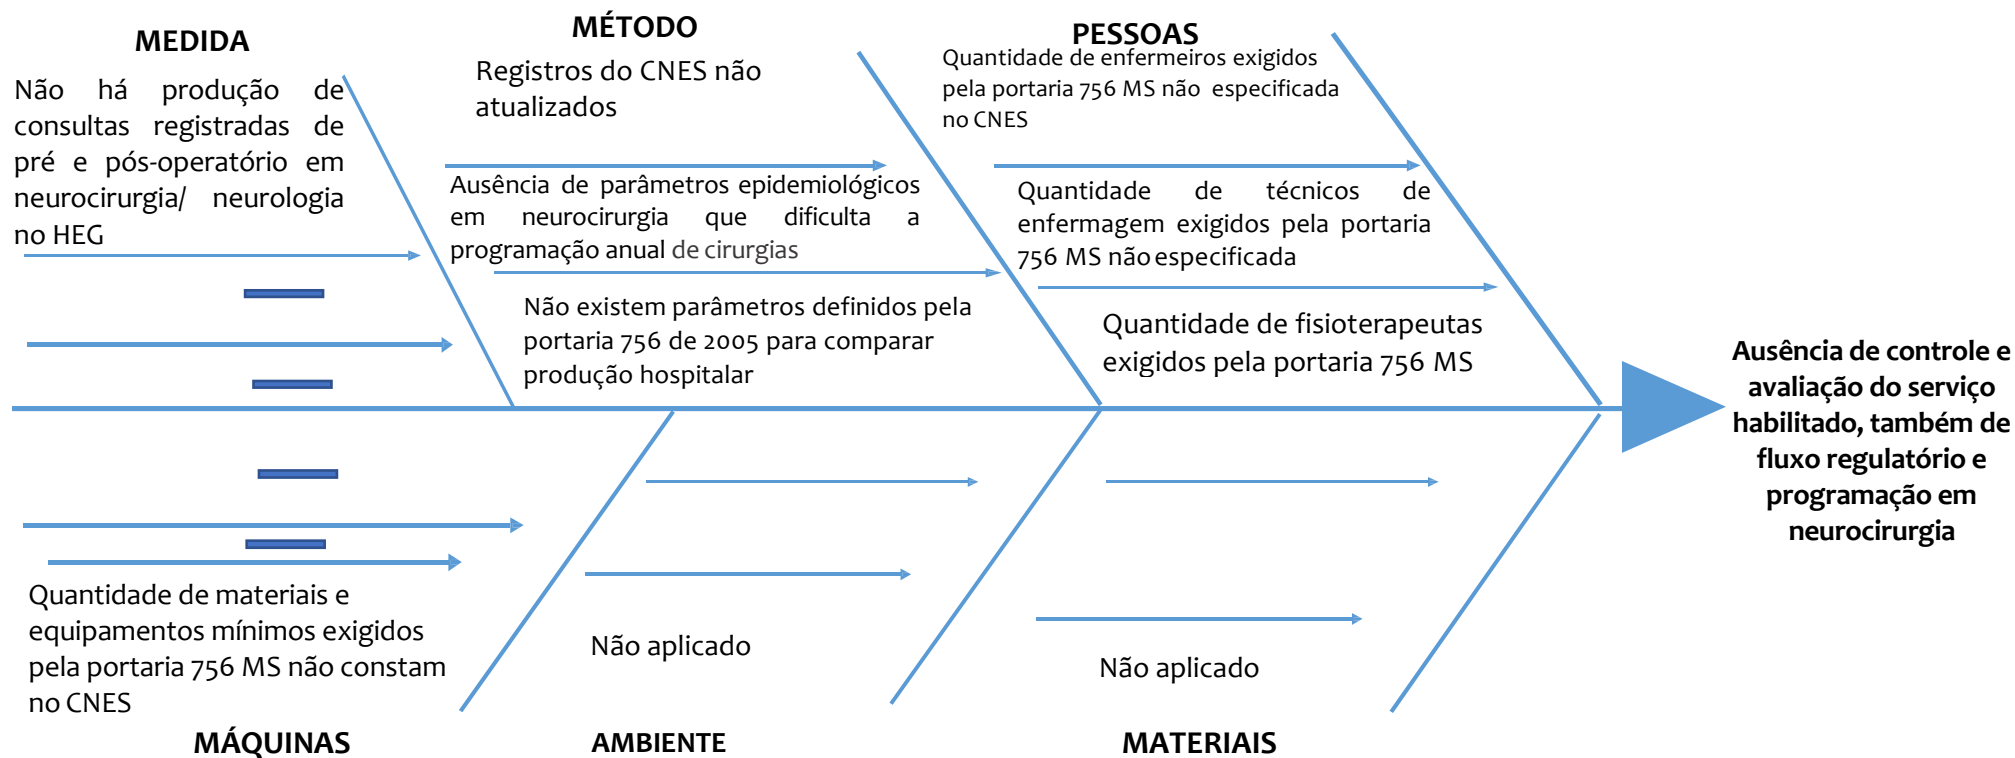 MEDIDA
Não há produção de
consultas registradas de
pré e pós-operatório em
neurocirurgia/ neurologia
no HEG
MÉTODO
Registros do CNES não
atualizados
Ausência de parâmetros epidemiológicos
em neurocirurgia que dificulta a
programação anual de cirurgias
Não existem parâmetros definidos pela
portaria 756 de 2005 para comparar
produção hospitalar
PESSOAS
Quantidade de enfermeiros exigidos
pela portaria 756 MS não especificada
no CNES
Quantidade de técnicos de
enfermagem exigidos pela portaria
756 MS não especificada
Quantidade de fisioterapeutas
exigidos pela portaria 756 MS
Ausência de controle e
avaliação do serviço
habilitado, também de
fluxo regulatório e
programação em
neurocirurgia
Quantidade de materiais e
equipamentos mínimos exigidos
pela portaria 756 MS não constam
no CNES
MÁQUINAS
Não aplicado
AMBIENTE
Não aplicado
MATERIAIS